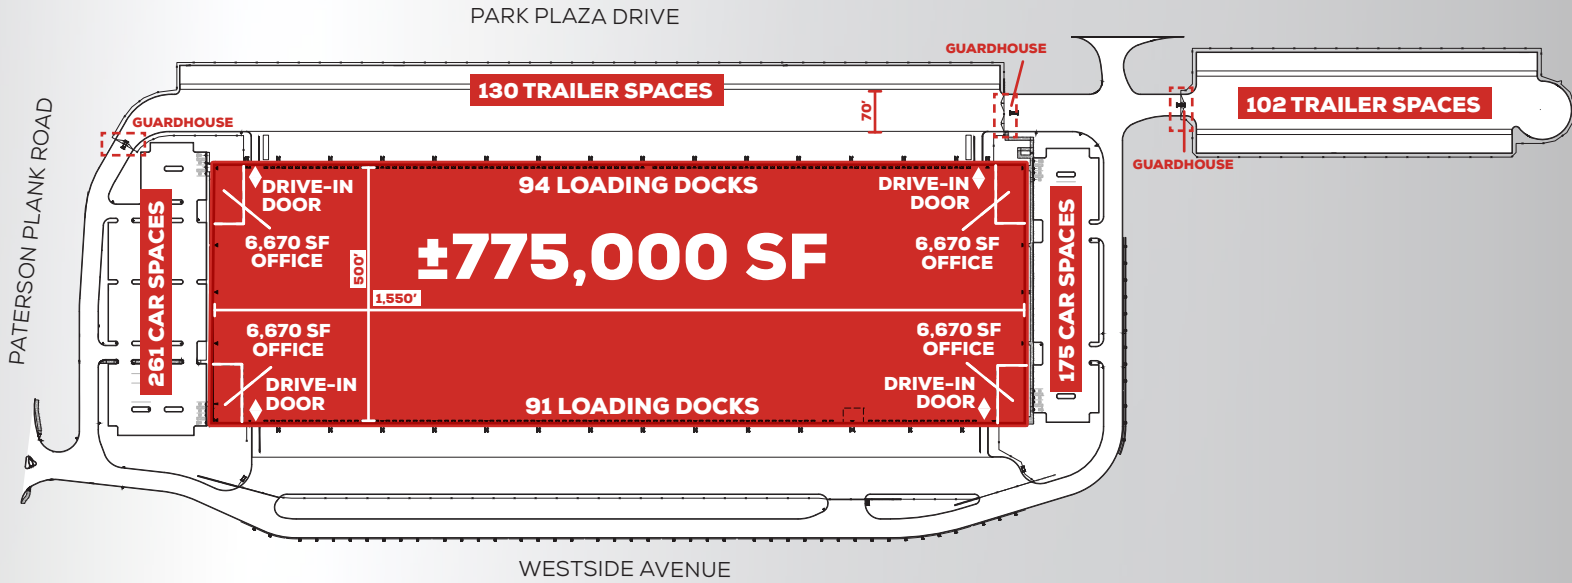 PARK PLAZA DRIVE
GUARDHOUSE
130 TRAILER SPACES
70'
102 TRAILER SPACES
GUARDHOUSE
GUARDHOUSE
PATERSON PLANK ROAD
261 CAR SPACES
DRIVE-IN
DOOR
94 LOADING DOCKS
DRIVE-IN
DOOR
6,670 SF
OFFICE
±775,000 SF
6,670 SF
OFFICE
500'
1,550'
175 CAR SPACES
6,670 SF
OFFICE
6,670 SF
OFFICE
DRIVE-IN
DOOR
91 LOADING DOCKS
DRIVE-IN
DOOR
WESTSIDE AVENUE